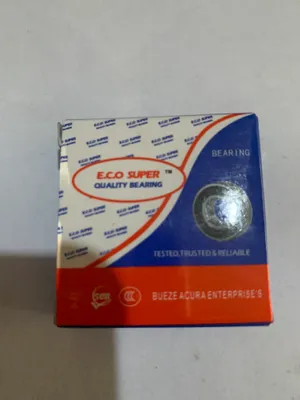 E.C.O SUPER ™
QUALITY BEARING
BEARING
TESTED, TRUSTED & RELIABLE
BUEZE ACURA ENTERPRISE'S